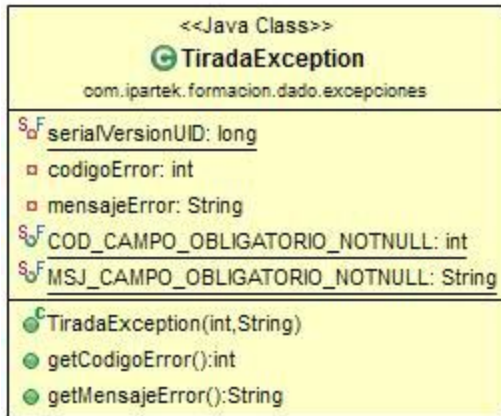 <<Java Class>>
C TiradaException
com.ipartek.formacion.dado.excepciones
S F serialVersionUID: long
codigoError: int
mensajeError: String
S F COD_CAMPO_OBLIGATORIO_NOTNULL: int
S F MSJ_CAMPO_OBLIGATORIO_NOTNULL: String
C TiradaException(int,String)
getCodigoError():int
getMensajeError():String